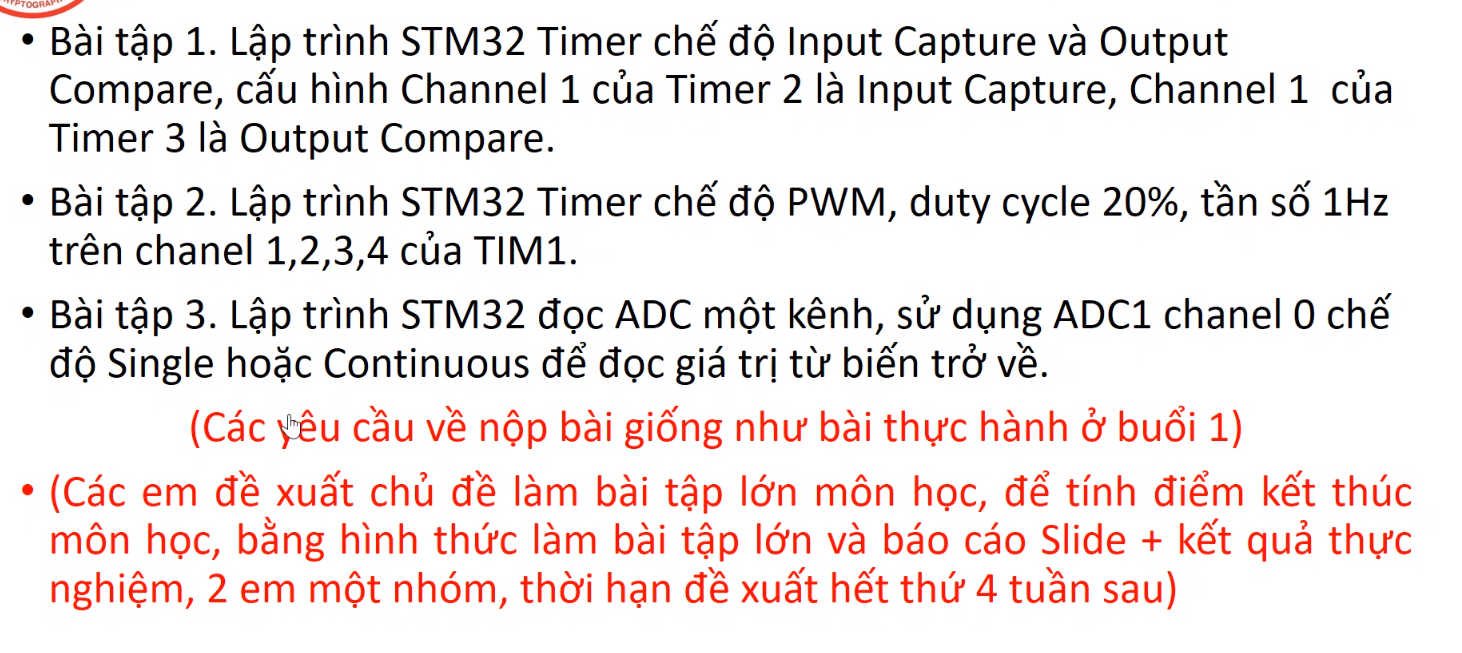 • Bài tập 1. Lập trình STM32 Timer chế độ Input Capture và Output
Compare, cấu hình Channel 1 của Timer 2 là Input Capture, Channel 1 của
Timer 3 là Output Compare.
• Bài tập 2. Lập trình STM32 Timer chế độ PWM, duty cycle 20%, tần số 1Hz
trên chanel 1,2,3,4 của TIM1.
• Bài tập 3. Lập trình STM32 đọc ADC một kênh, sử dụng ADC1 chanel 0 chế
độ Single hoặc Continuous để đọc giá trị từ biến trở về.
(Các yêu cầu về nộp bài giống như bài thực hành ở buổi 1)
• (Các em đề xuất chủ đề làm bài tập lớn môn học, để tính điểm kết thúc
môn học, bằng hình thức làm bài tập lớn và báo cáo Slide + kết quả thực
nghiệm, 2 em một nhóm, thời hạn đề xuất hết thứ 4 tuần sau)